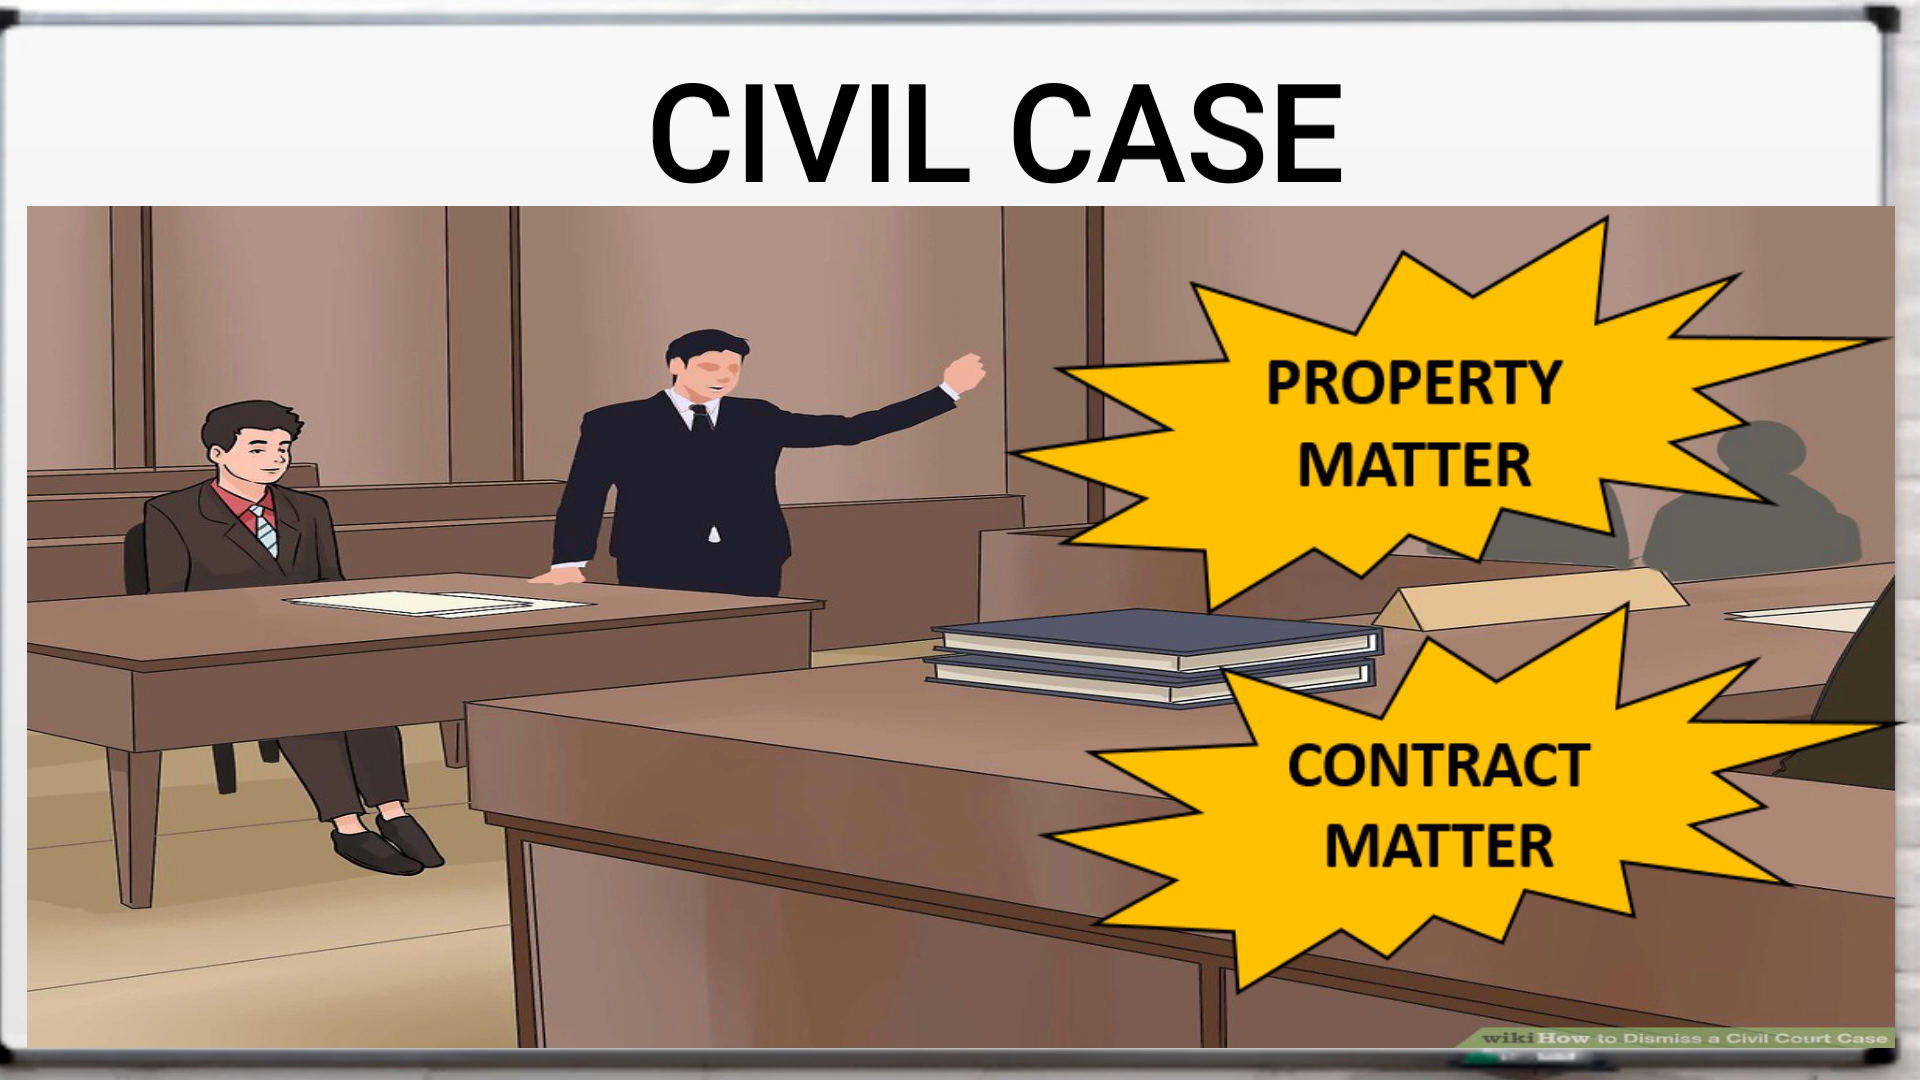 CIVIL CASE
PROPERTY
MATTER
CONTRACT
MATTER
wikiHow to Dismiss a Civil Court Case